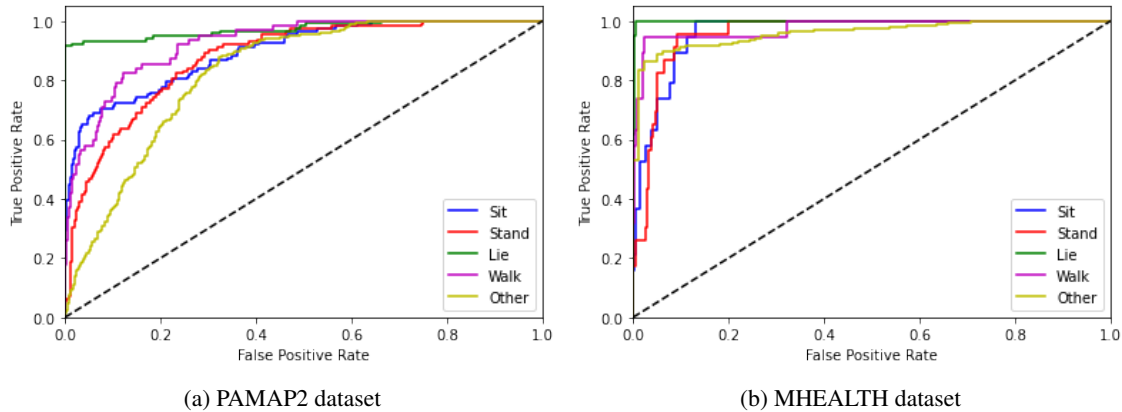 1.0
0.8
0.6
0.4
0.2
0.0
True Positive Rate
0.0 0.2 0.4 0.6 0.8 1.0
False Positive Rate
Sit
Stand
Lie
Walk
Other
(a) PAMAP2 dataset
1.0
0.8
0.6
0.4
0.2
0.0
True Positive Rate
0.0 0.2 0.4 0.6 0.8 1.0
False Positive Rate
Sit
Stand
Lie
Walk
Other
(b) MHEALTH dataset